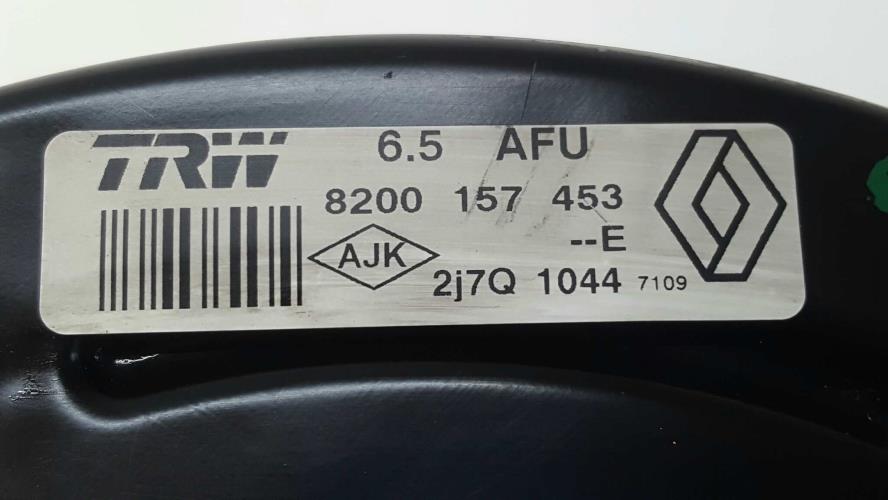 TRW 6.5 AFU
8200 157 453
--E
AJK 2j7Q 1044 7109